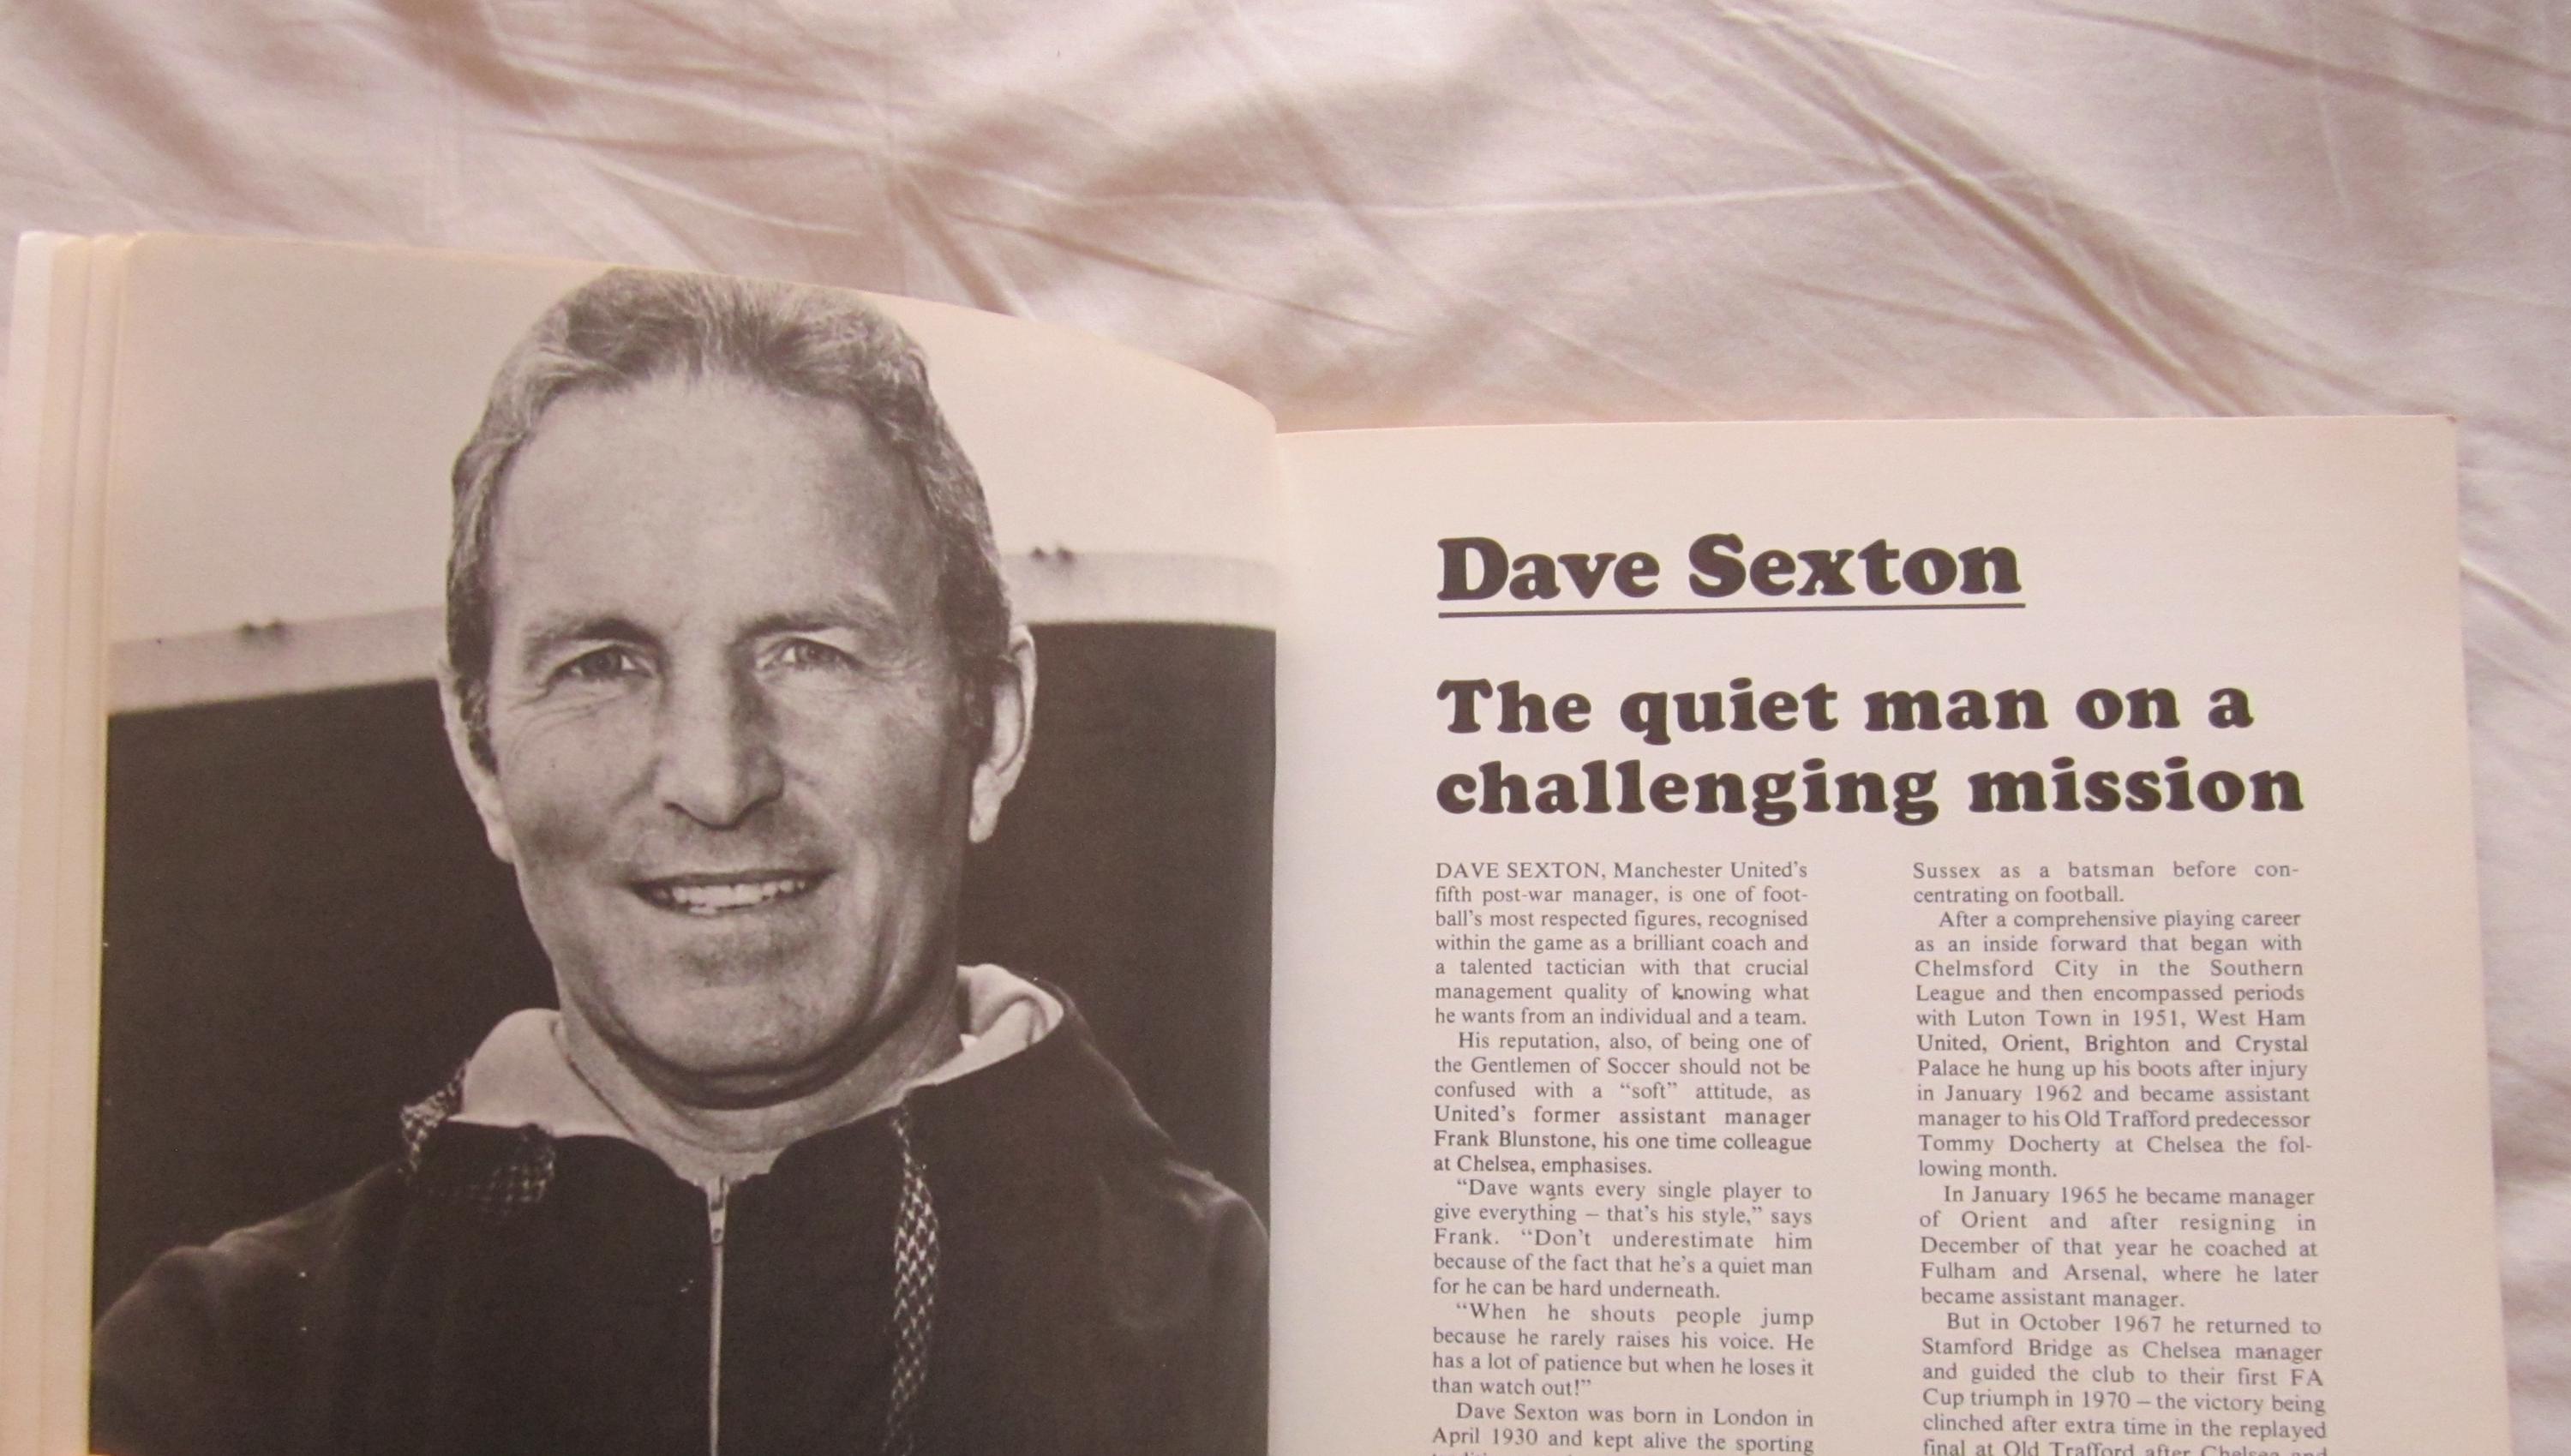 Dave Sexton
The quiet man on a
challenging mission
DAVE SEXTON, Manchester United's
fifth post-war manager, is one of foot-
ball's most respected figures, recognised
within the game as a brilliant coach and
a talented tactician with that crucial
management quality of knowing what
he wants from an individual and a team.
His reputation, also, of being one of
the Gentlemen of Soccer should not be
confused with a "soft" attitude, as
United's former assistant manager
Frank Blunstone, his one time colleague
at Chelsea, emphasises.
"Dave wants every single player to
give everything – that's his style," says
Frank. "Don't underestimate him
because of the fact that he's a quiet man
for he can be hard underneath.
"When he shouts people jump
because he rarely raises his voice. He
has a lot of patience but when he loses it
than watch out!"
Dave Sexton was born in London in
April 1930 and kept alive the sporting
Sussex as a batsman before con-
centrating on football.
After a comprehensive playing career
as an inside forward that began with
Chelmsford City in the Southern
League and then encompassed periods
with Luton Town in 1951, West Ham
United, Orient, Brighton and Crystal
Palace he hung up his boots after injury
in January 1962 and became assistant
manager to his Old Trafford predecessor
Tommy Docherty at Chelsea the fol-
lowing month.
In January 1965 he became manager
of Orient and after resigning in
December of that year he coached at
Fulham and Arsenal, where he later
became assistant manager.
But in October 1967 he returned to
Stamford Bridge as Chelsea manager
and guided the club to their first FA
Cup triumph in 1970 – the victory being
clinched after extra time in the replayed
final at Old Trafford after Chelsea and